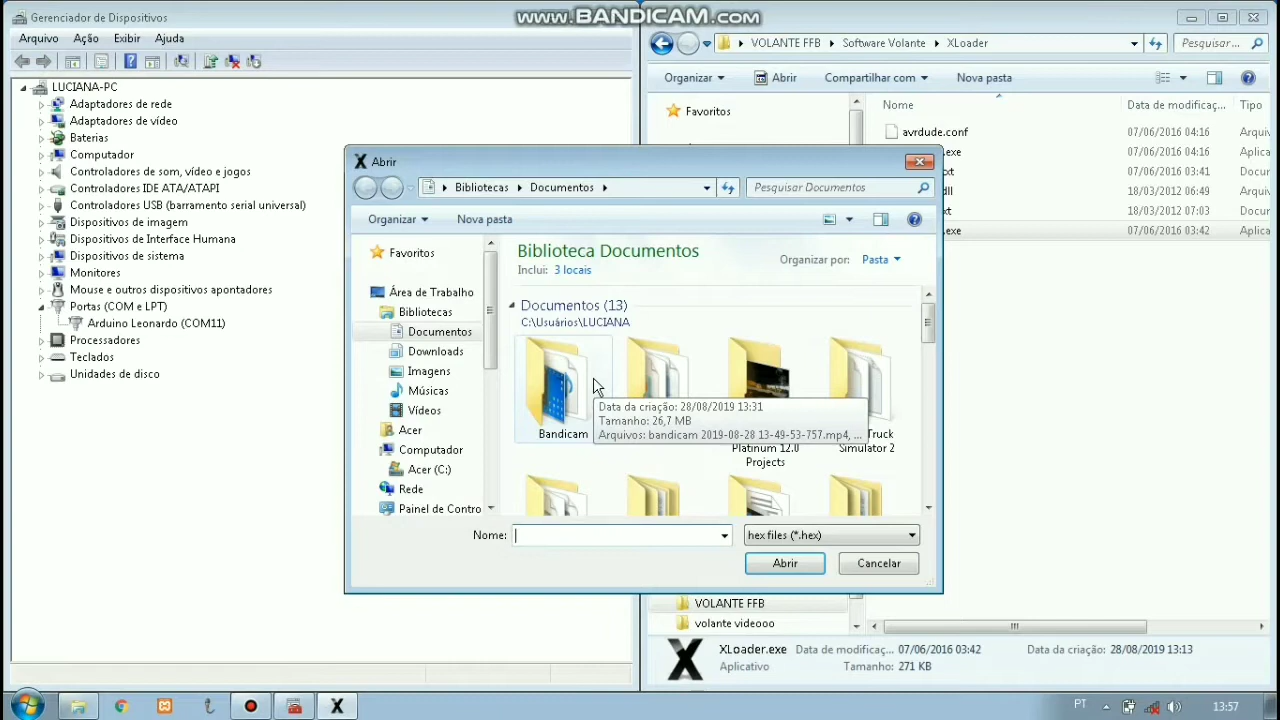 Gerenciador de Dispositivos
www.BANDICAM.com
Arquivo Ação Exibir Ajuda
LUCIANA-PC
Adaptadores de rede
Adaptadores de vídeo
Baterias
Computador
Controladores de som, vídeo e jogos
Controladores IDE ATA/ATAPI
Controladores USB (barramento serial universal)
Dispositivos de imagem
Dispositivos de Interface Humana
Dispositivos de sistema
Monitores
Mouse e outros dispositivos apontadores
Portas (COM e LPT)
Arduino Leonardo (COM11)
Processadores
Teclados
Unidades de disco
VOLANTE FFB Software Volante XLoader
Pesquisar...
Organizar Abrir Compartilhar com Nova pasta
Favoritos
Nome Data de modificaç... Tipo
avrdude.conf 07/06/2016 04:16 Arquiv
.exe 07/06/2016 04:16 Aplica
xt 07/06/2016 03:41 Docum
dll 18/03/2012 06:49 Extens
xt 18/03/2012 07:03 Docum
.exe 07/06/2016 03:42 Aplica
Abrir
Bibliotecas Documentos
Pesquisar Documentos
Organizar Nova pasta
Favoritos
Área de Trabalho
Bibliotecas
Documentos
Downloads
Imagens
Músicas
Vídeos
Acer
Computador
Acer (C:)
Rede
Painel de Contro
Biblioteca Documentos
Inclui: 3 locais
Organizar por: Pasta
Documentos (13)
C:\Usuários\LUCIANA
Bandicam
Data da criação: 28/08/2019 13:31
Tamanho: 26,7 MB
Arquivos: bandicam 2019-08-28 13-49-53-757.mp4, ...
Platinum 12.0
Projects
Truck
Simulator 2
Nome:
hex files (*.hex)
Abrir Cancelar
VOLANTE FFB
volante videooo
XLoader.exe Data de modificaç... 07/06/2016 03:42 Data da criação: 28/08/2019 13:13
Aplicativo Tamanho: 271 KB
PT 13:57